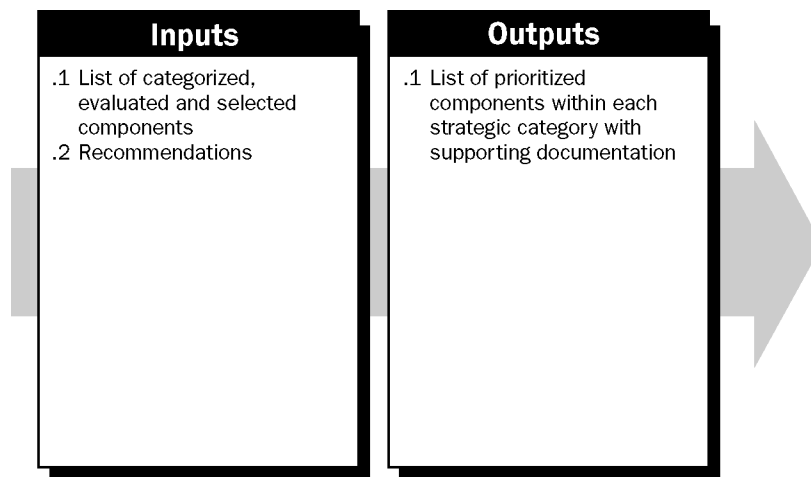 Inputs
.1 List of categorized,
evaluated and selected
components
.2 Recommendations
Outputs
.1 List of prioritized
components within each
strategic category with
supporting documentation